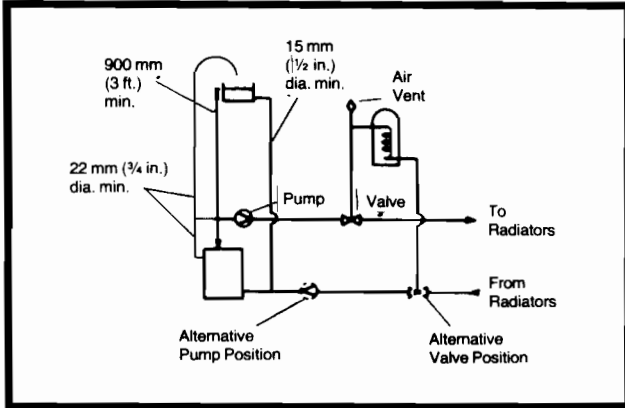 900 mm
(3 ft.)
min.
15 mm
(1½ in.)
dia. min.
Air
Vent
22 mm (¾ in.)
dia. min.
Pump
Valve
To
Radiators
From
Radiators
Alternative
Pump Position
Alternative
Valve Position